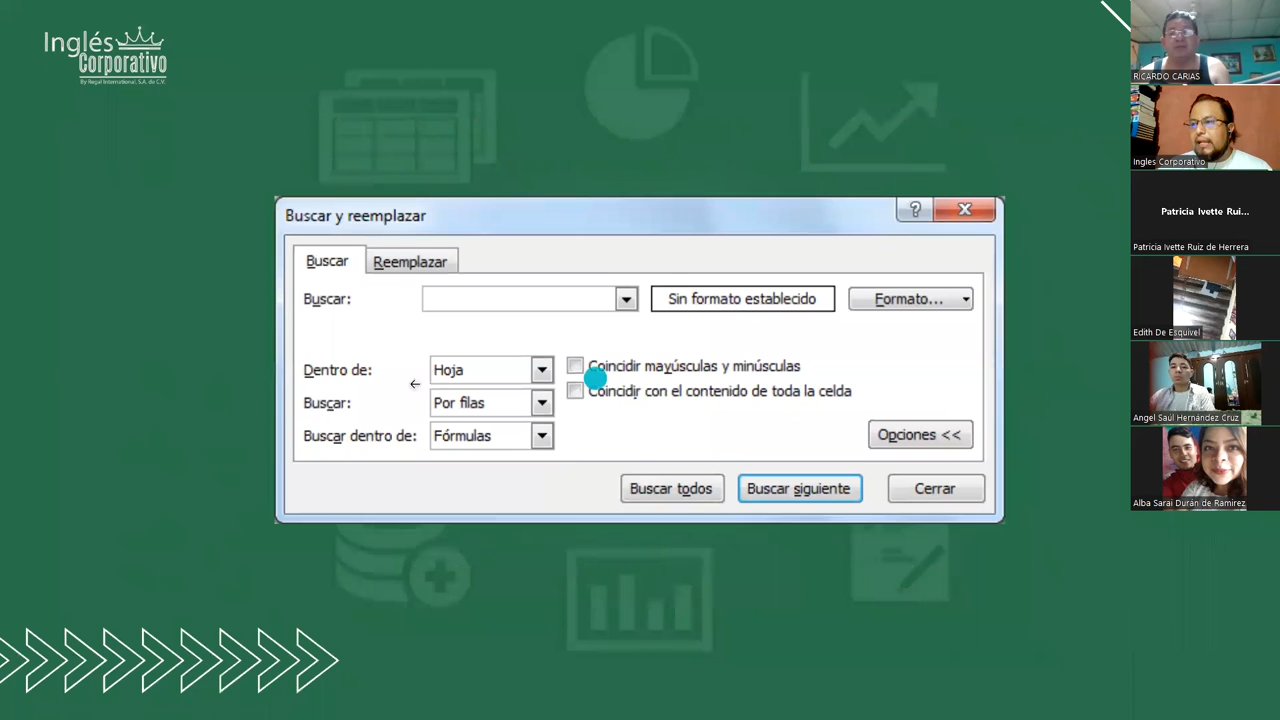 Inglés
Corporativo
By Regal International, S.A. de C.V.
Buscar y reemplazar
Buscar
Reemplazar
Buscar:
Sin formato establecido
Formato...
Dentro de:
Hoja
Coincidir mayúsculas y minúsculas
Buscar:
Por filas
Coincidir con el contenido de toda la celda
Buscar dentro de:
Fórmulas
Opciones <<
Buscar todos
Buscar siguiente
Cerrar
RICARDO CARIAS
Ingles Corporativo
Patricia Ivette Rui...
Patricia Ivette Ruiz de Herrera
Edith De Esquivel
Angel Saúl Hernández Cruz
Alba Sarai Durán de Ramirez